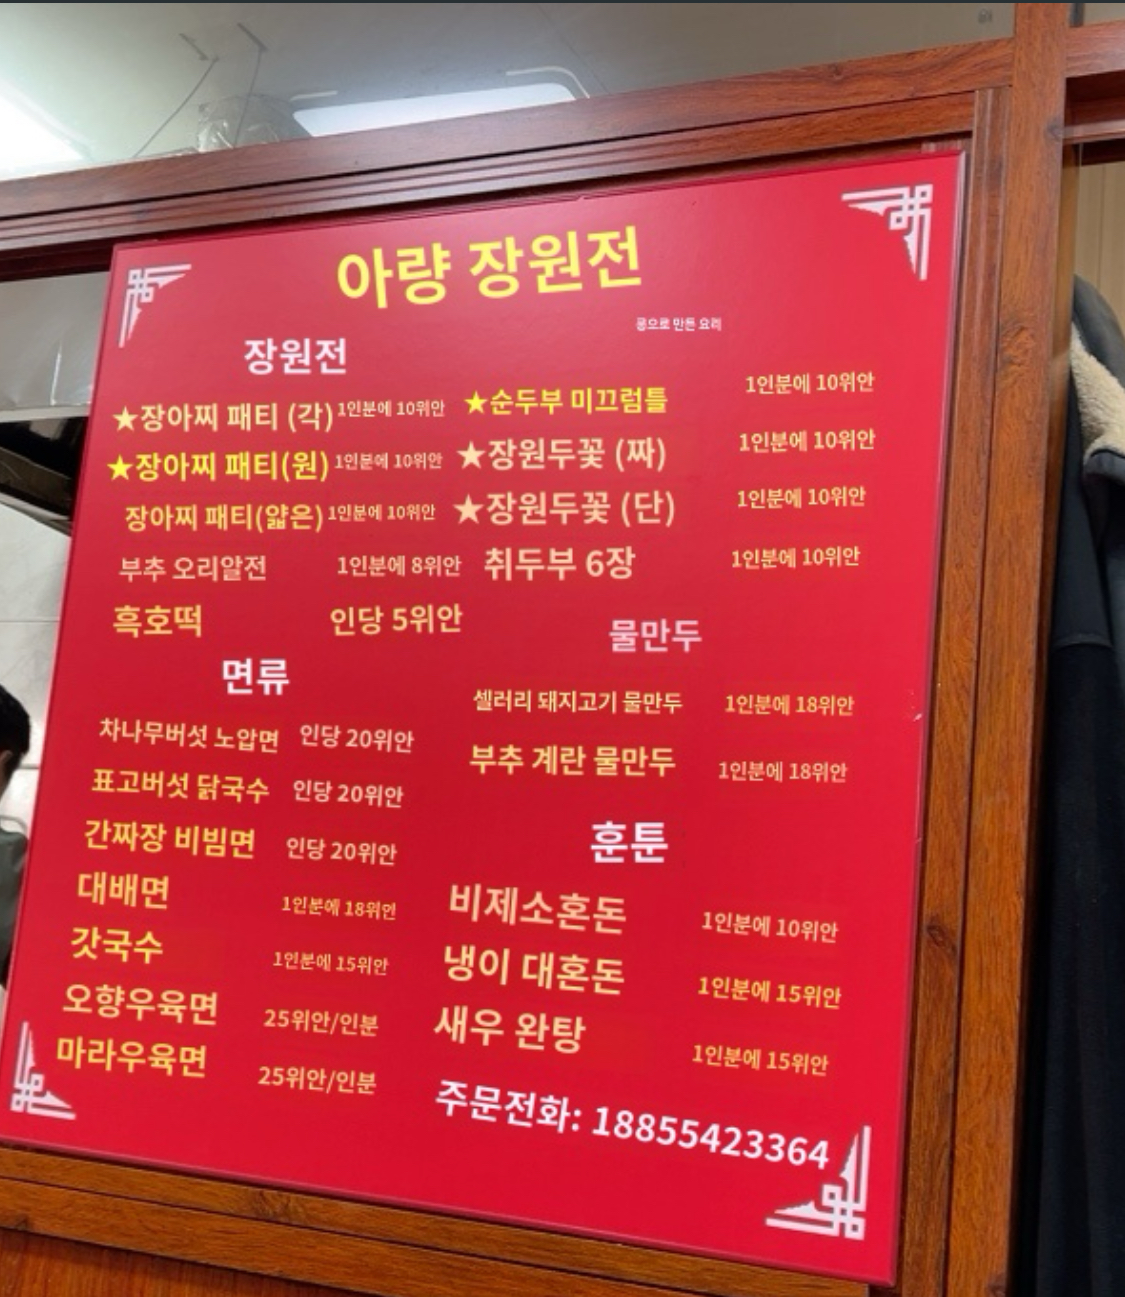 아량 장원전
콩으로 만든 요리
장원전
★장아찌 패티 (각) 1인분에 10위안
★장아찌 패티(원) 1인분에 10위안
장아찌 패티(얇은) 1인분에 10위안
부추 오리알전 1인분에 8위안
흑호떡 인당 5위안
★순두부 미끄럼틀 1인분에 10위안
★장원두꽃 (짜) 1인분에 10위안
★장원두꽃 (단) 1인분에 10위안
취두부 6장 1인분에 10위안
면류
차나무버섯 노압면 인당 20위안
표고버섯 닭국수 인당 20위안
간짜장 비빔면 인당 20위안
대배면 1인분에 18위안
갓국수 1인분에 15위안
오향우육면 25위안/인분
마라우육면 25위안/인분
물만두
셀러리 돼지고기 물만두 1인분에 18위안
부추 계란 물만두 1인분에 18위안
훈툰
비제소혼돈 1인분에 10위안
냉이 대혼돈 1인분에 15위안
새우 완탕 1인분에 15위안
주문전화: 18855423364